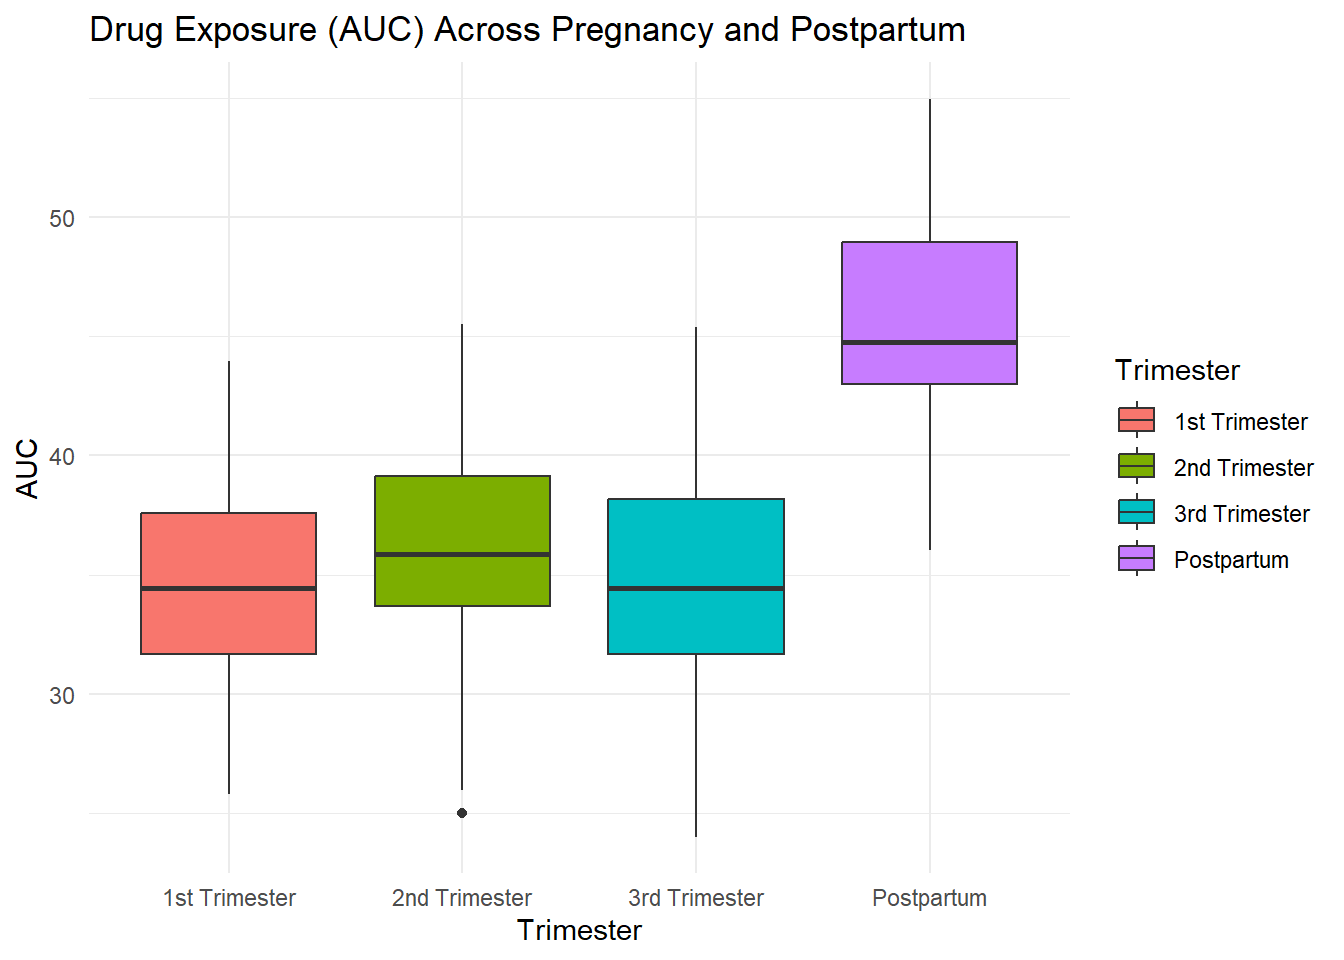 Drug Exposure (AUC) Across Pregnancy and Postpartum
AUC
50
40
30
1st Trimester
2nd Trimester
3rd Trimester
Postpartum
Trimester
Trimester
1st Trimester
2nd Trimester
3rd Trimester
Postpartum